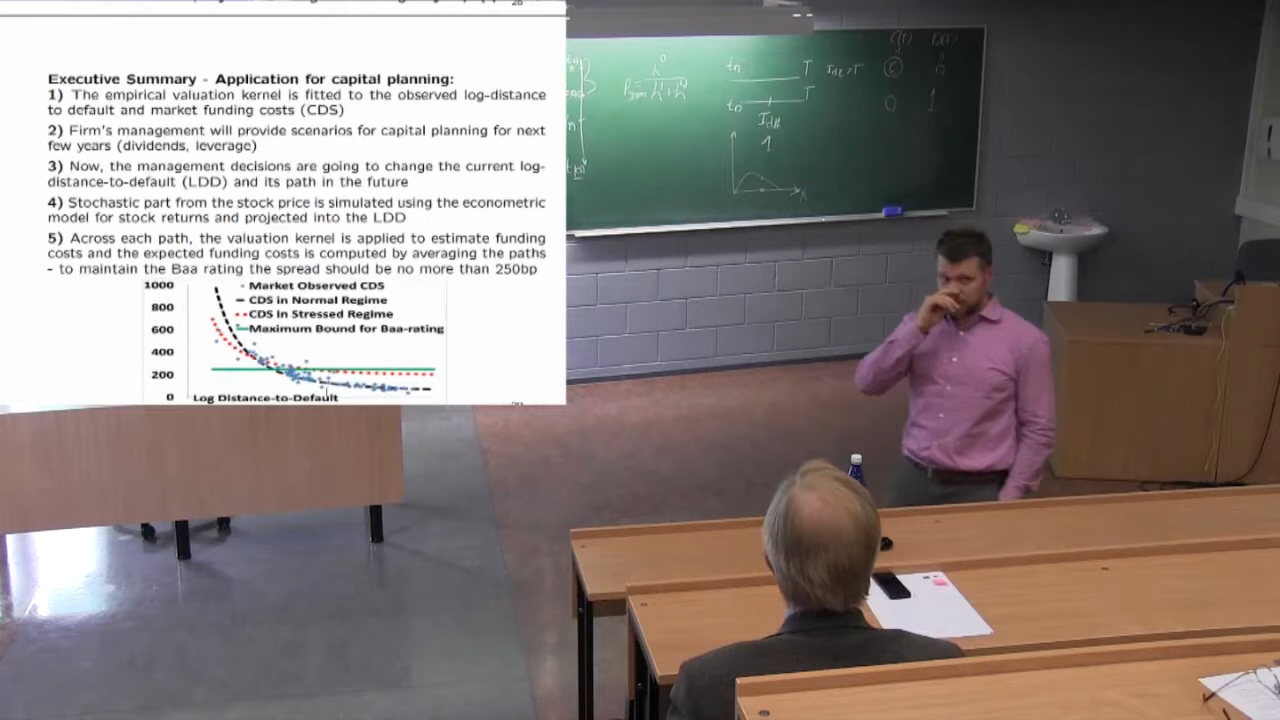 Executive Summary - Application for capital planning:
1) The empirical valuation kernel is fitted to the observed log-distance
to default and market funding costs (CDS)
2) Firm's management will provide scenarios for capital planning for next
few years (dividends, leverage)
3) Now, the management decisions are going to change the current log-
distance-to-default (LDD) and its path in the future
4) Stochastic part from the stock price is simulated using the econometric
model for stock returns and projected into the LDD
5) Across each path, the valuation kernel is applied to estimate funding
costs and the expected funding costs is computed by averaging the paths
- to maintain the Baa rating the spread should be no more than 250bp
1000
Market Observed CDS
800
CDS in Normal Regime
CDS in Stressed Regime
600
Maximum Bound for Baa-rating
400
200
0
Log Distance-to-Default
tn T
tn T
1
x
0
0 1